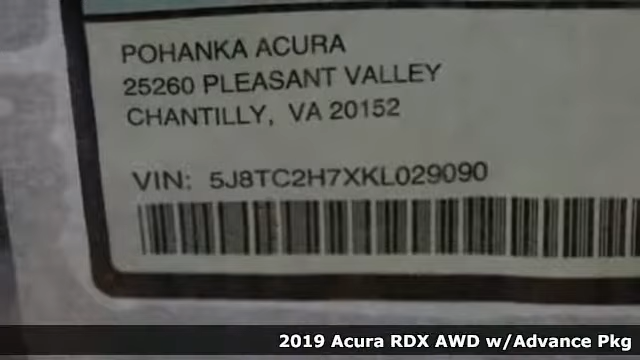 POHANKA ACURA
25260 PLEASANT VALLEY
CHANTILLY, VA 20152
VIN: 5J8TC2H7XKL029090
2019 Acura RDX AWD w/Advance Pkg